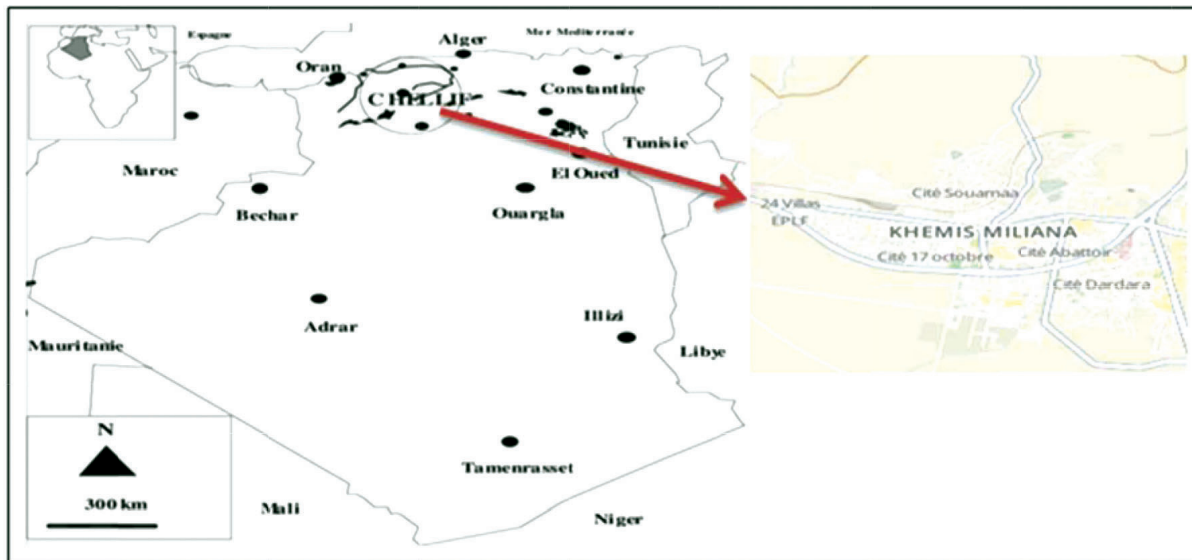 Espagne
Mer Mediterranée
Alger
Oran
Constantine
CHELLIF
Tunisie
Maroc
El Oued
Bechar
Ouargla
Adrar
Illizi
Mauritanie
Libye
N
Tamenrasset
300 km
Mali
Niger
Cité Souamaa
24 Villas
EPLF
KHEMIS MILIANA
Cité 17 octobre
Cité Abattoir
Cité Dardara